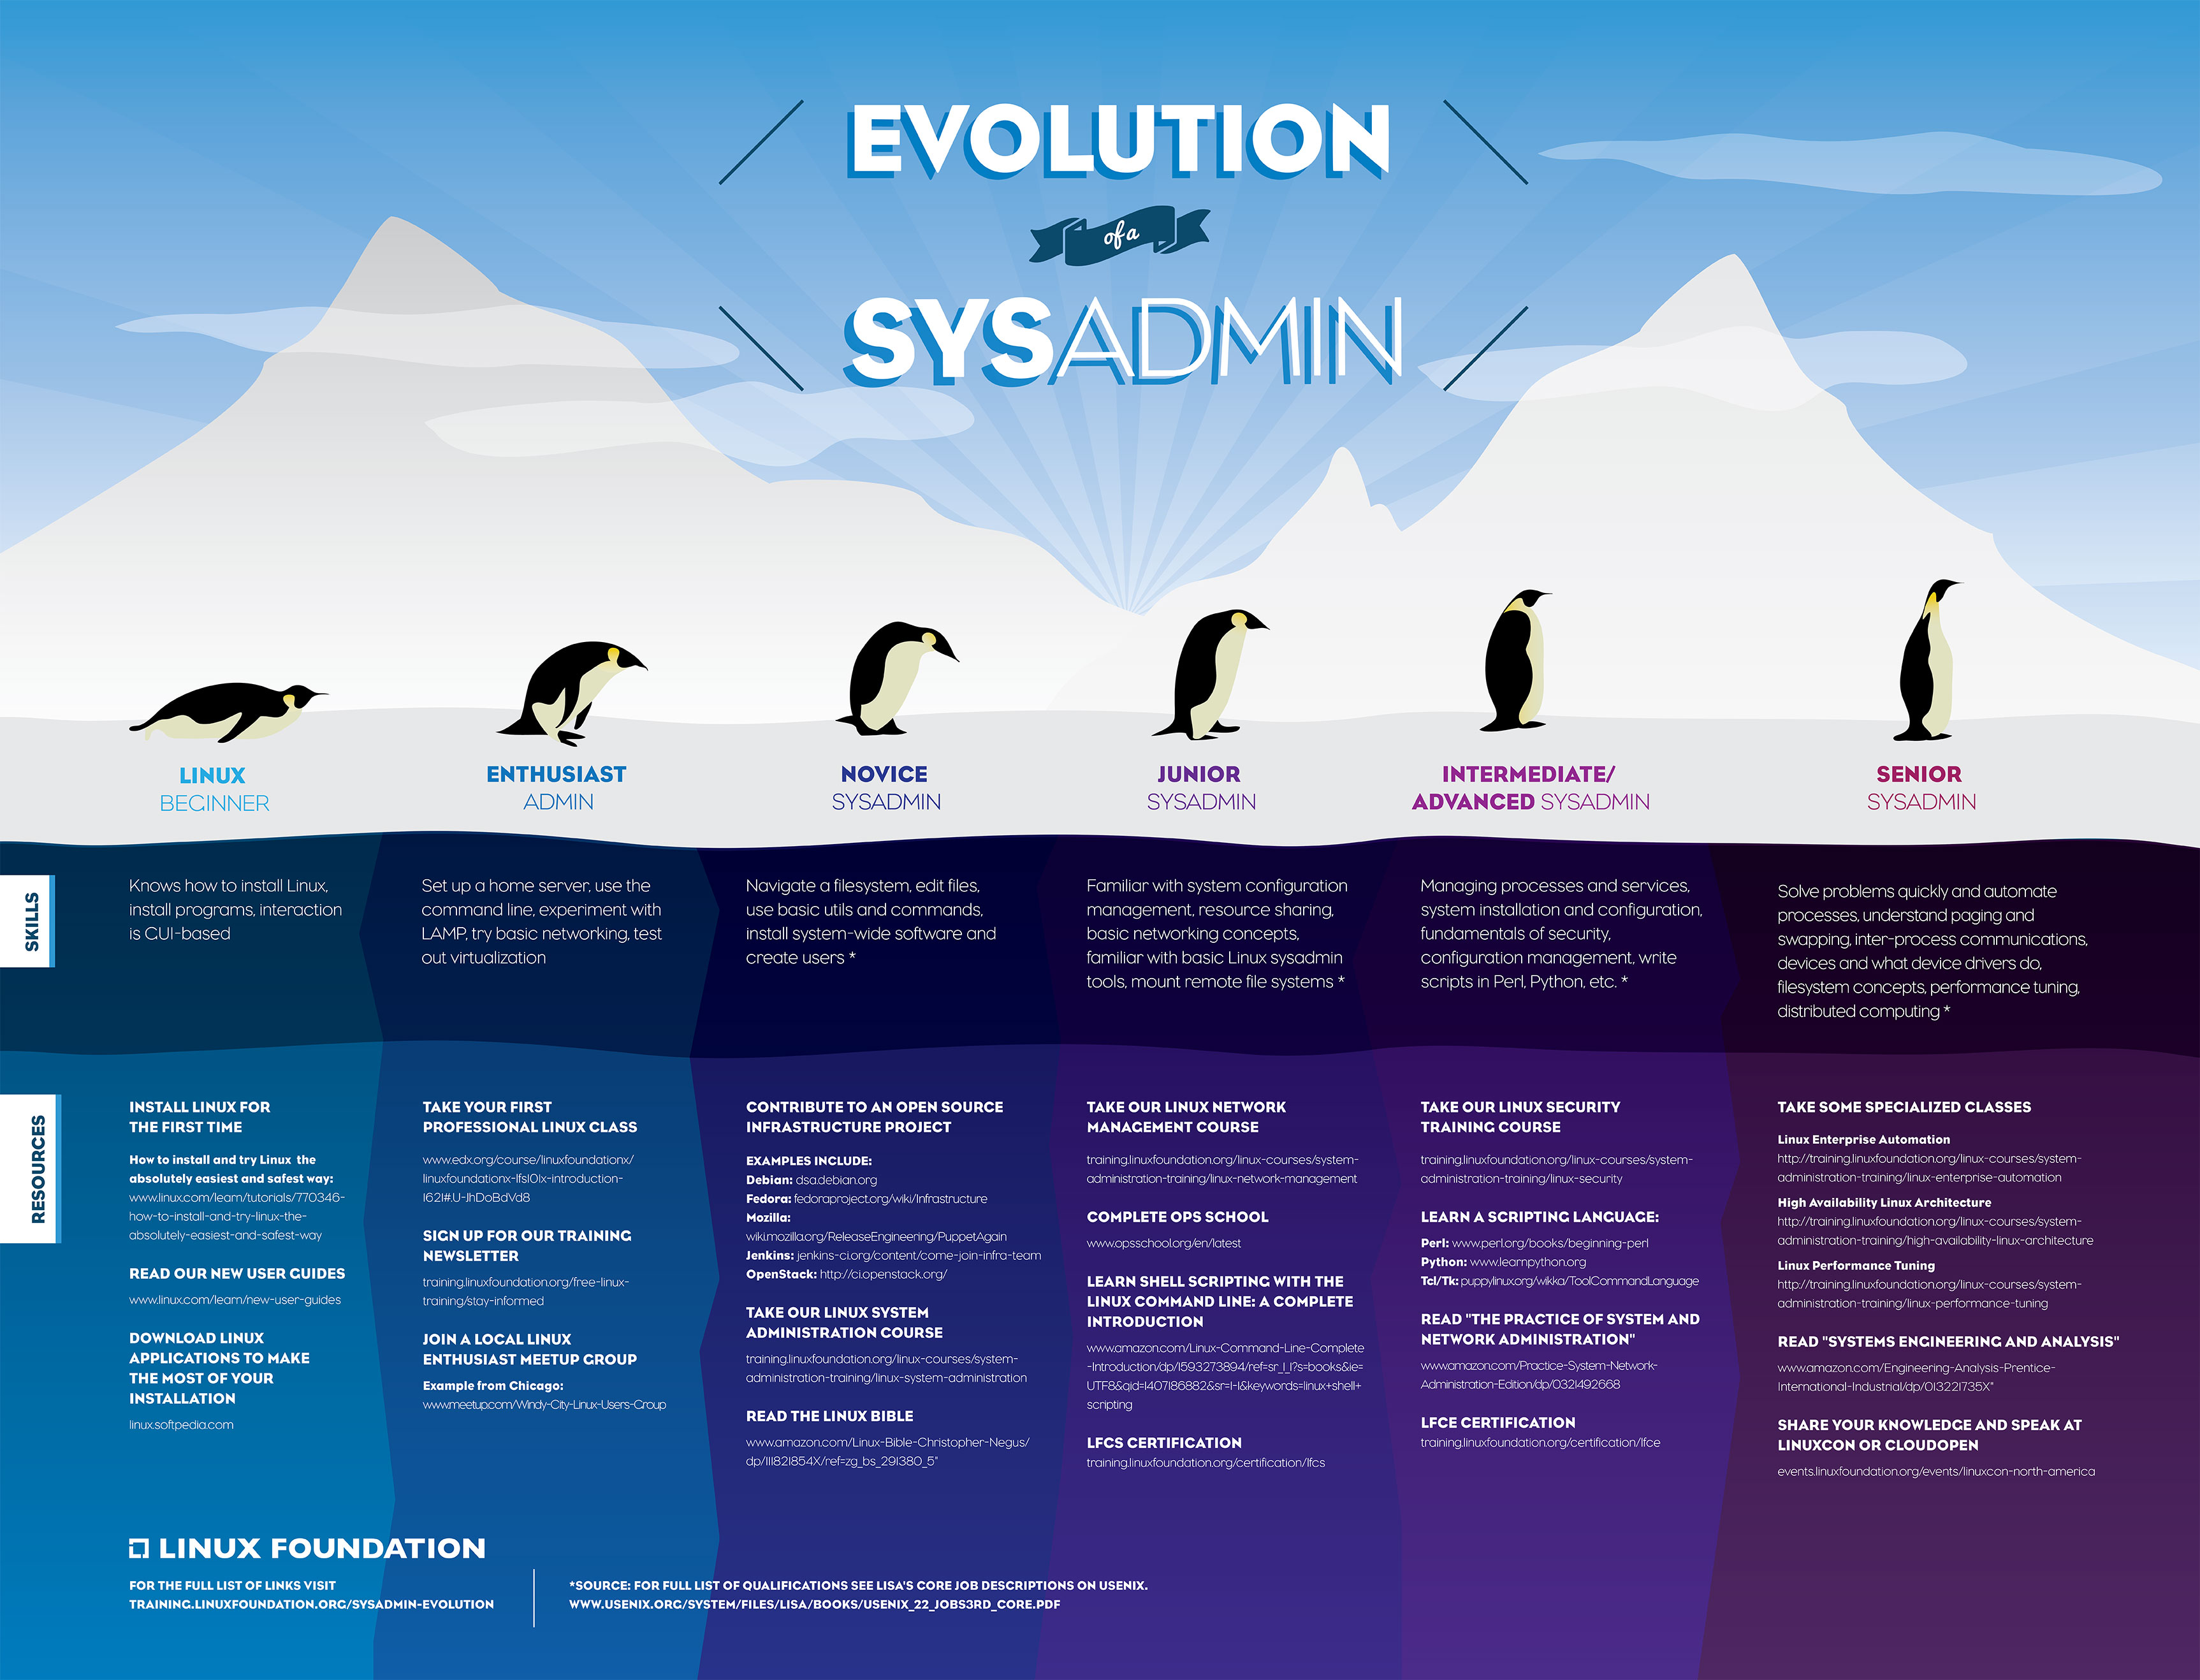 EVOLUTION
of a
SYSADMIN
LINUX
BEGINNER
ENTHUSIAST
ADMIN
NOVICE
SYSADMIN
JUNIOR
SYSADMIN
INTERMEDIATE/
ADVANCED SYSADMIN
SENIOR
SYSADMIN
SKILLS
Knows how to install Linux,
install programs, interaction
is GUI-based
Set up a home server, use the
command line, experiment with
LAMP, try basic networking, test
out virtualization
Navigate a filesystem, edit files,
use basic utils and commands,
install system-wide software and
create users *
Familiar with system configuration
management, resource sharing,
basic networking concepts,
familiar with basic Linux sysadmin
tools, mount remote file systems *
Managing processes and services,
system installation and configuration,
fundamentals of security,
configuration management, write
scripts in Perl, Python, etc. *
Solve problems quickly and automate
processes, understand paging and
swapping, inter-process communications,
devices and what device drivers do,
filesystem concepts, performance tuning,
distributed computing *
RESOURCES
INSTALL LINUX FOR
THE FIRST TIME
How to install and try Linux the
absolutely easiest and safest way:
www.linux.com/learn/tutorials/770346-
how-to-install-and-try-linux-the-
absolutely-easiest-and-safest-way
READ OUR NEW USER GUIDES
www.linux.com/learn/new-user-guides
DOWNLOAD LINUX
APPLICATIONS TO MAKE
THE MOST OF YOUR
INSTALLATION
linux.softpedia.com
TAKE YOUR FIRST
PROFESSIONAL LINUX CLASS
www.edx.org/course/linuxfoundationx/
linuxfoundationx-lfs101x-introduction-
1621#.U-JhDoBdVd8
SIGN UP FOR OUR TRAINING
NEWSLETTER
training.linuxfoundation.org/free-linux-
training/stay-informed
JOIN A LOCAL LINUX
ENTHUSIAST MEETUP GROUP
Example from Chicago:
www.meetup.com/Windy-City-Linux-Users-Group
CONTRIBUTE TO AN OPEN SOURCE
INFRASTRUCTURE PROJECT
EXAMPLES INCLUDE:
Debian: dsa.debian.org
Fedora: fedoraproject.org/wiki/Infrastructure
Mozilla:
wiki.mozilla.org/ReleaseEngineering/PuppetAgain
Jenkins: jenkins-ci.org/content/come-join-infra-team
OpenStack: http://ci.openstack.org/
TAKE OUR LINUX SYSTEM
ADMINISTRATION COURSE
training.linuxfoundation.org/linux-courses/system-
administration-training/linux-system-administration
READ THE LINUX BIBLE
www.amazon.com/Linux-Bible-Christopher-Negus/
dp/111821854X/ref=zg_bs_291380_5"
TAKE OUR LINUX NETWORK
MANAGEMENT COURSE
training.linuxfoundation.org/linux-courses/system-
administration-training/linux-network-management
COMPLETE OPS SCHOOL
www.opsschool.org/en/latest
LEARN SHELL SCRIPTING WITH THE
LINUX COMMAND LINE: A COMPLETE
INTRODUCTION
www.amazon.com/Linux-Command-Line-Complete
-Introduction/dp/1593273894/ref=sr_1_1?s=books&ie=
UTF8&qid=1407186882&sr=1-1&keywords=linux+shell+
scripting
LFCS CERTIFICATION
training.linuxfoundation.org/certification/lfcs
TAKE OUR LINUX SECURITY
TRAINING COURSE
training.linuxfoundation.org/linux-courses/system-
administration-training/linux-security
LEARN A SCRIPTING LANGUAGE:
Perl: www.perl.org/books/beginning-perl
Python: www.learnpython.org
Tcl/Tk: puppylinux.org/wikka/ToolCommandLanguage
READ "THE PRACTICE OF SYSTEM AND
NETWORK ADMINISTRATION"
www.amazon.com/Practice-System-Network-
Administration-Edition/dp/0321492668
LFCE CERTIFICATION
training.linuxfoundation.org/certification/lfce
TAKE SOME SPECIALIZED CLASSES
Linux Enterprise Automation
http://training.linuxfoundation.org/linux-courses/system-
administration-training/linux-enterprise-automation
High Availability Linux Architecture
http://training.linuxfoundation.org/linux-courses/system-
administration-training/high-availability-linux-architecture
Linux Performance Tuning
http://training.linuxfoundation.org/linux-courses/system-
administration-training/linux-performance-tuning
READ "SYSTEMS ENGINEERING AND ANALYSIS"
www.amazon.com/Engineering-Analysis-Prentice-
International-Industrial/dp/013221735X"
SHARE YOUR KNOWLEDGE AND SPEAK AT
LINUXCON OR CLOUDOPEN
events.linuxfoundation.org/events/linuxcon-north-america
LINUX FOUNDATION
FOR THE FULL LIST OF LINKS VISIT
TRAINING.LINUXFOUNDATION.ORG/SYSADMIN-EVOLUTION
*SOURCE: FOR FULL LIST OF QUALIFICATIONS SEE LISA'S CORE JOB DESCRIPTIONS ON USENIX.
WWW.USENIX.ORG/SYSTEM/FILES/LISA/BOOKS/USENIX_22_JOBS3RD_CORE.PDF